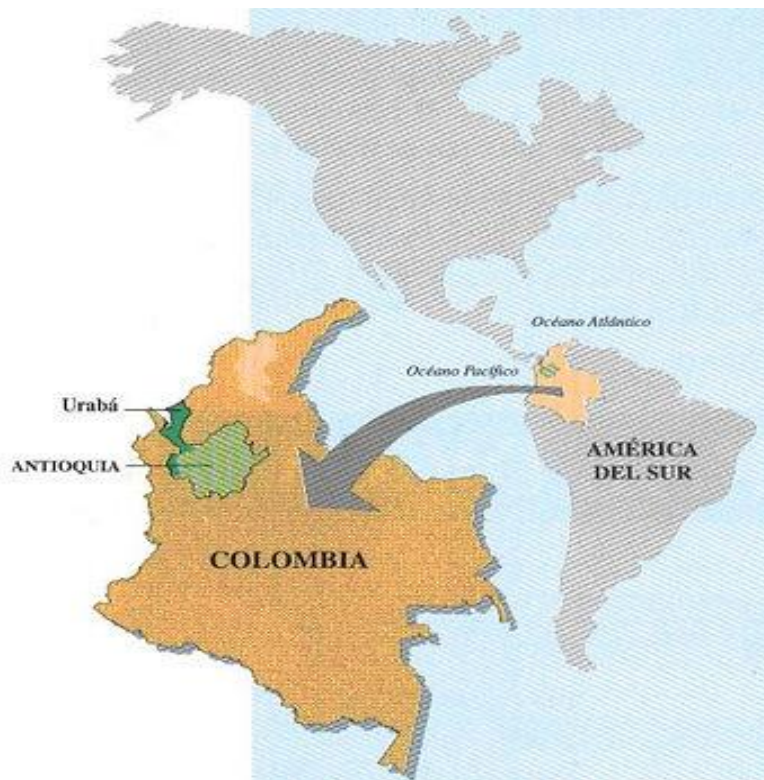 Océano Atlántico
Océano Pacífico
Urabá
AMÉRICA
DEL SUR
ANTIOQUIA
COLOMBIA